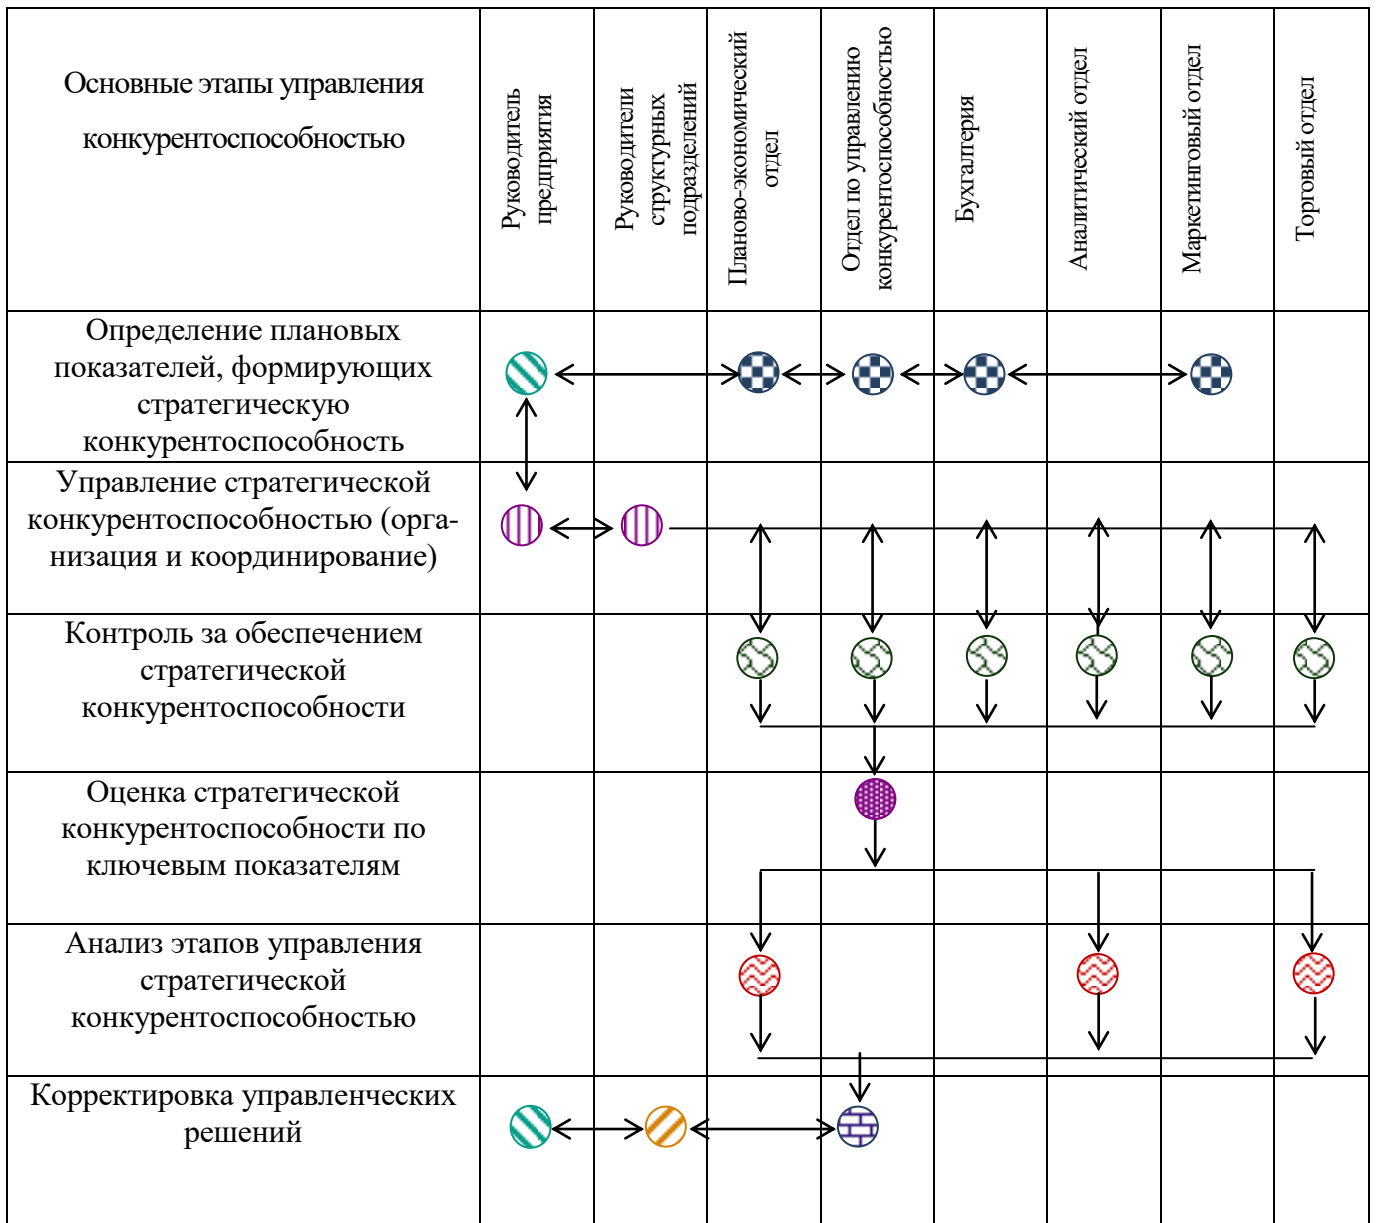 Основные этапы управления
конкурентоспособностью
Руководитель
предприятия
Руководители
структурных
подразделений
Планово-экономический
отдел
Отдел по управлению
конкурентоспособностью
Бухгалтерия
Аналитический отдел
Маркетинговый отдел
Торговый отдел
Определение плановых
показателей, формирующих
стратегическую
конкурентоспособность
Управление стратегической
конкурентоспособностью (орга-
низация и координирование)
Контроль за обеспечением
стратегической
конкурентоспособности
Оценка стратегической
конкурентоспособности по
ключевым показателям
Анализ этапов управления
стратегической
конкурентоспособностью
Корректировка управленческих
решений